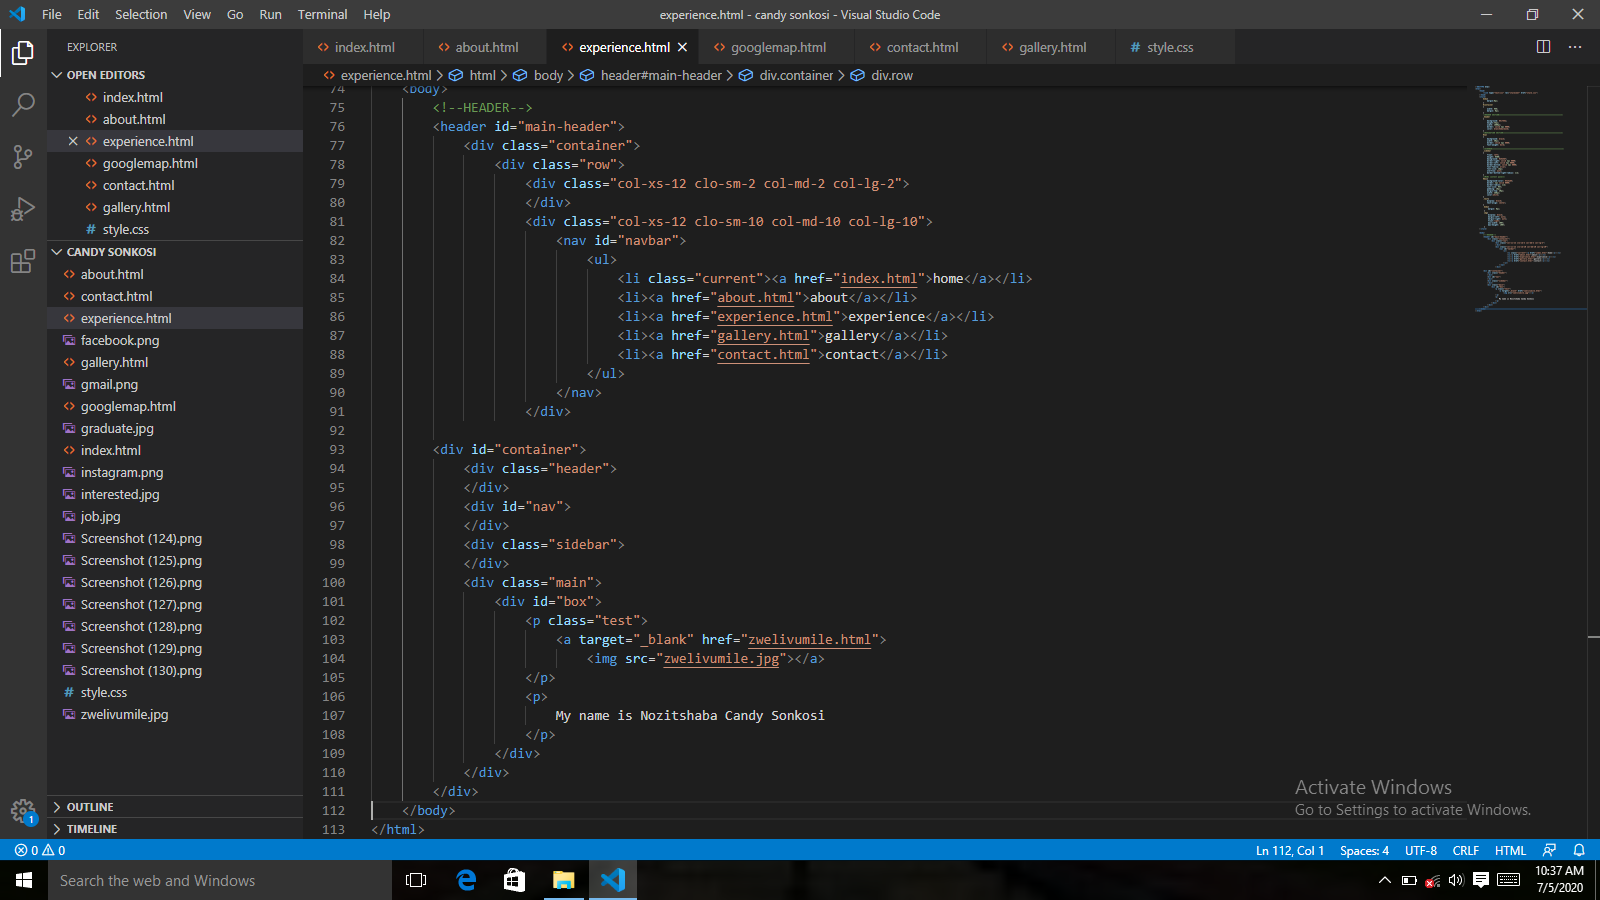 File Edit Selection View Go Run Terminal Help
experience.html - candy sonkosi - Visual Studio Code
EXPLORER
OPEN EDITORS
index.html
about.html
experience.html
googlemap.html
contact.html
gallery.html
# style.css
CANDY SONKOSI
about.html
contact.html
experience.html
facebook.png
gallery.html
gmail.png
googlemap.html
graduate.jpg
index.html
instagram.png
interested.jpg
job.jpg
Screenshot (124).png
Screenshot (125).png
Screenshot (126).png
Screenshot (127).png
Screenshot (128).png
Screenshot (129).png
Screenshot (130).png
# style.css
zwelivumile.jpg
OUTLINE
TIMELINE
1
index.html about.html experience.html googlemap.html contact.html gallery.html # style.css
experience.html > html > body > header#main-header > div.container > div.row
74 <body>
75 <!--HEADER-->
76 <header id="main-header">
77 <div class="container">
78 <div class="row">
79 <div class="col-xs-12 clo-sm-2 col-md-2 col-lg-2">
80 </div>
81 <div class="col-xs-12 clo-sm-10 col-md-10 col-lg-10">
82 <nav id="navbar">
83 <ul>
84 <li class="current"><a href="index.html">home</a></li>
85 <li><a href="about.html">about</a></li>
86 <li><a href="experience.html">experience</a></li>
87 <li><a href="gallery.html">gallery</a></li>
88 <li><a href="contact.html">contact</a></li>
89 </ul>
90 </nav>
91 </div>
92
93 <div id="container">
94 <div class="header">
95 </div>
96 <div id="nav">
97 </div>
98 <div class="sidebar">
99 </div>
100 <div class="main">
101 <div id="box">
102 <p class="test">
103 <a target="_blank" href="zwelivumile.html">
104 <img src="zwelivumile.jpg"></a>
105 </p>
106 <p>
107 My name is Nozitshaba Candy Sonkosi
108 </p>
109 </div>
110 </div>
111 </div>
112 </body>
113 </html>
Activate Windows
Go to Settings to activate Windows.
0 0 Ln 112, Col 1 Spaces: 4 UTF-8 CRLF HTML
Search the web and Windows
10:37 AM
7/5/2020